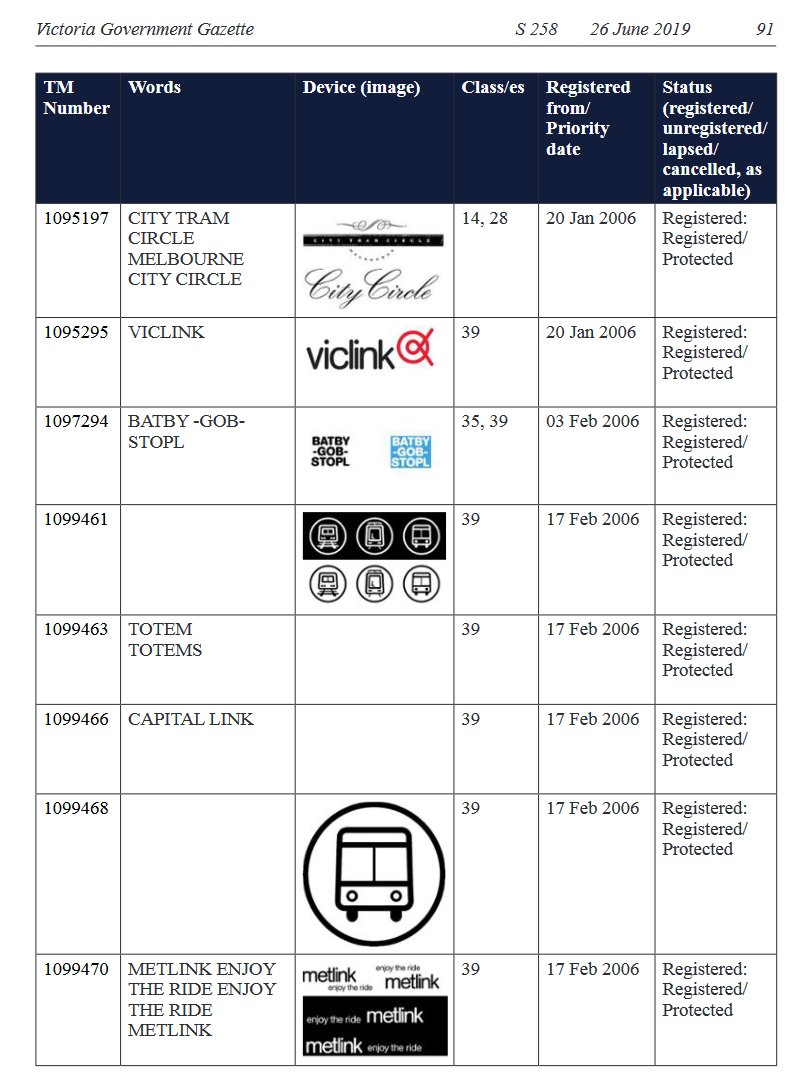 Victoria Government Gazette S 258 26 June 2019 91
TM Number Words Device (image) Class/es Registered from/ Priority date Status (registered/ unregistered/ lapsed/ cancelled, as applicable)
1095197
CITY TRAM
CIRCLE
MELBOURNE
CITY CIRCLE
CITY TRAM CIRCLE
City Circle
14, 28
20 Jan 2006
Registered:
Registered/
Protected
1095295
VICLINK
viclink
39
20 Jan 2006
Registered:
Registered/
Protected
1097294
BATBY -GOB-
STOPL
BATBY
-GOB-
STOPL
BATBY
-GOB-
STOPL
35, 39
03 Feb 2006
Registered:
Registered/
Protected
1099461
39
17 Feb 2006
Registered:
Registered/
Protected
1099463
TOTEM
TOTEMS
39
17 Feb 2006
Registered:
Registered/
Protected
1099466
CAPITAL LINK
39
17 Feb 2006
Registered:
Registered/
Protected
1099468
39
17 Feb 2006
Registered:
Registered/
Protected
1099470
METLINK ENJOY
THE RIDE ENJOY
THE RIDE
METLINK
metlink
enjoy the ride
enjoy the ride
metlink
enjoy the ride metlink
metlink enjoy the ride
39
17 Feb 2006
Registered:
Registered/
Protected